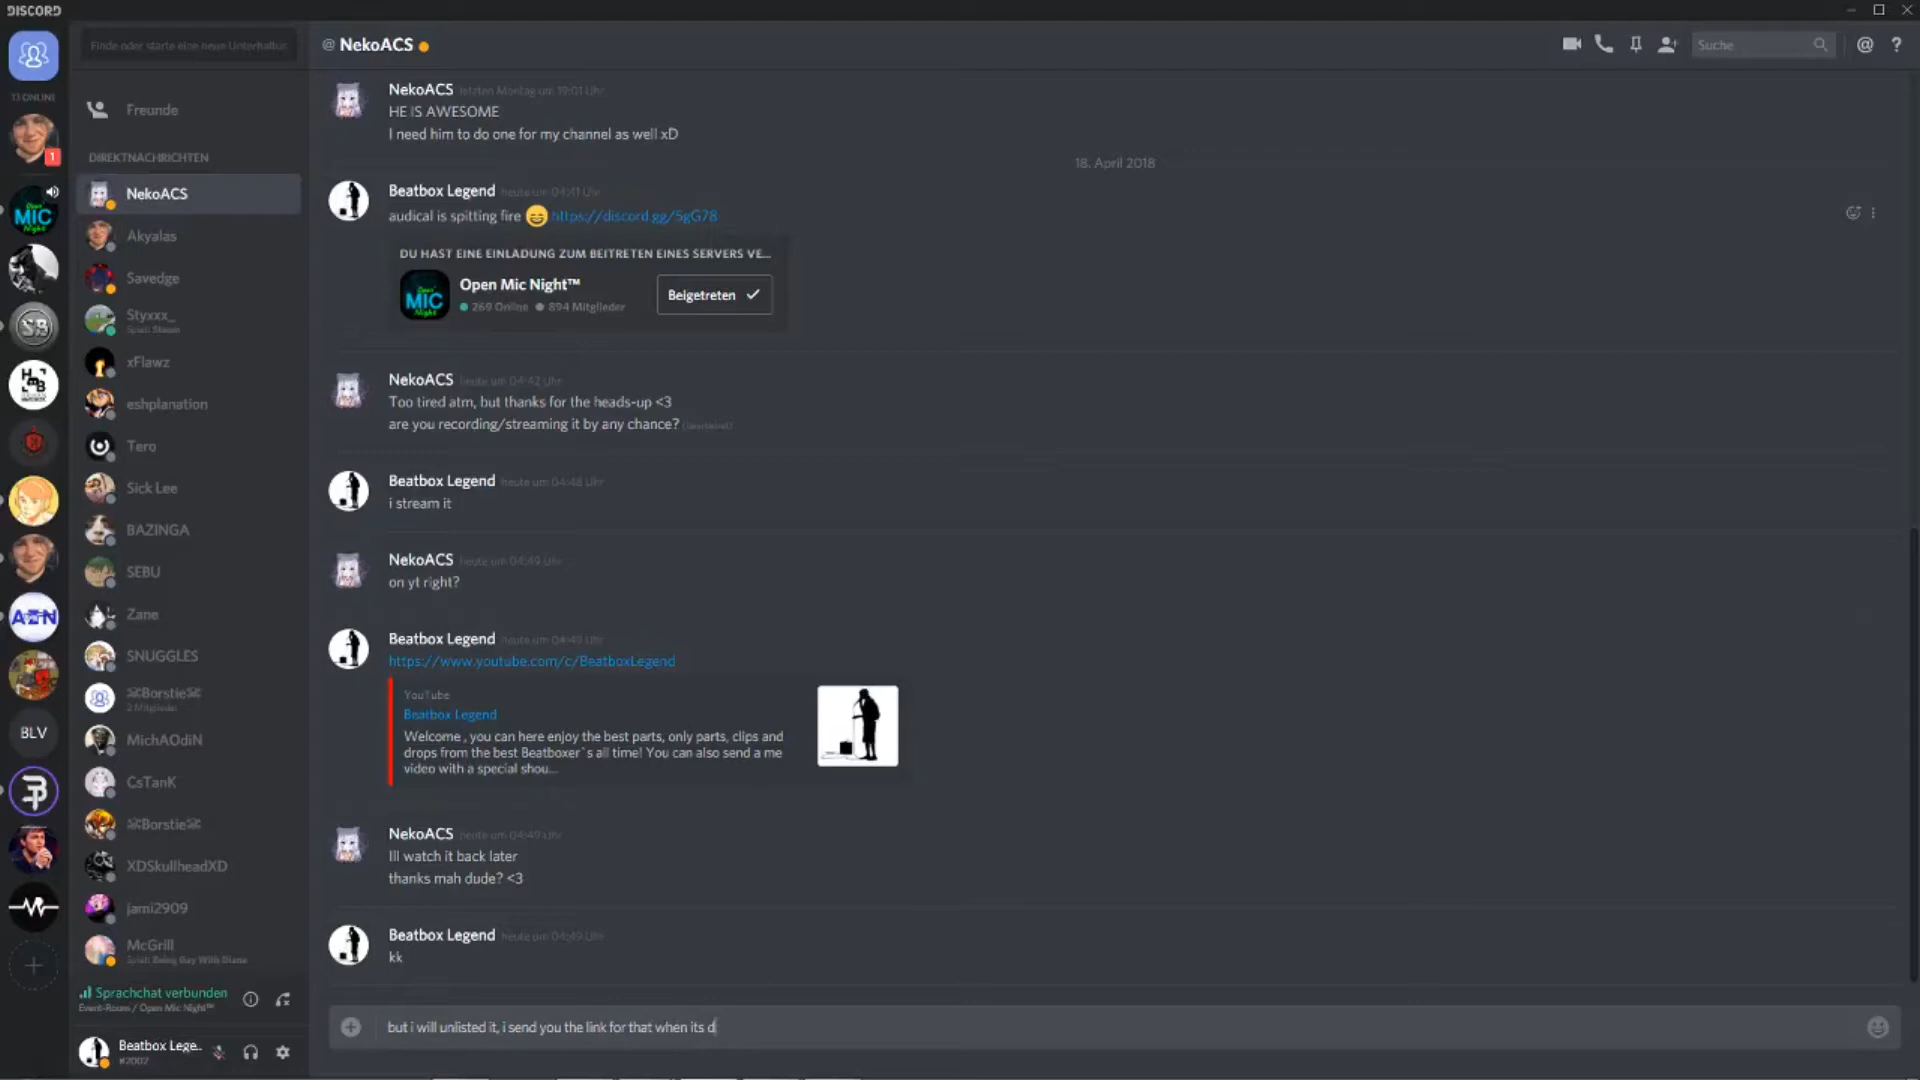 DISCORD
Finde oder starte eine neue Unterhaltur
@ NekoACS
Suche
@ ?
13 ONLINE
Freunde
DIREKTNACHRICHTEN
1
NekoACS
Akyalas
Savedge
Styxxx_
Spielt Steam
xFlawz
eshplanation
Tero
Sick Lee
BAZINGA
SEBU
Zane
SNUGGLES
Borstie
2 Mitglieder
MichAOdiN
CsTanK
Borstie
XDSkullheadXD
jami2909
McGrill
Spielt Being Gay With Diane
Open MIC Night
SB
HMB
AEN
BLV
Sprachchat verbunden
Event-Room / Open Mic Night™
Beatbox Lege..
#2002
NekoACS letzten Montag um 19:01 Uhr
HE IS AWESOME
I need him to do one for my channel as well xD
18. April 2018
Beatbox Legend heute um 04:41 Uhr
audical is spitting fire 😄 https://discord.gg/5gG78
DU HAST EINE EINLADUNG ZUM BEITRETEN EINES SERVERS VE...
Open MIC Night
Open Mic Night™
269 Online 894 Mitglieder
Beigetreten
NekoACS heute um 04:42 Uhr
Too tired atm, but thanks for the heads-up <3
are you recording/streaming it by any chance? (bearbeitet)
Beatbox Legend heute um 04:48 Uhr
i stream it
NekoACS heute um 04:49 Uhr
on yt right?
Beatbox Legend heute um 04:49 Uhr
https://www.youtube.com/c/BeatboxLegend
YouTube
Beatbox Legend
Welcome , you can here enjoy the best parts, only parts, clips and
drops from the best Beatboxer`s all time! You can also send a me
video with a special shou...
NekoACS heute um 04:49 Uhr
Ill watch it back later
thanks mah dude? <3
Beatbox Legend heute um 04:49 Uhr
kk
but i will unlisted it, i send you the link for that when its d